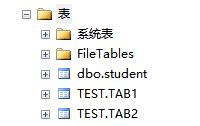 表
系统表
FileTables
dbo.student
TEST.TAB1
TEST.TAB2